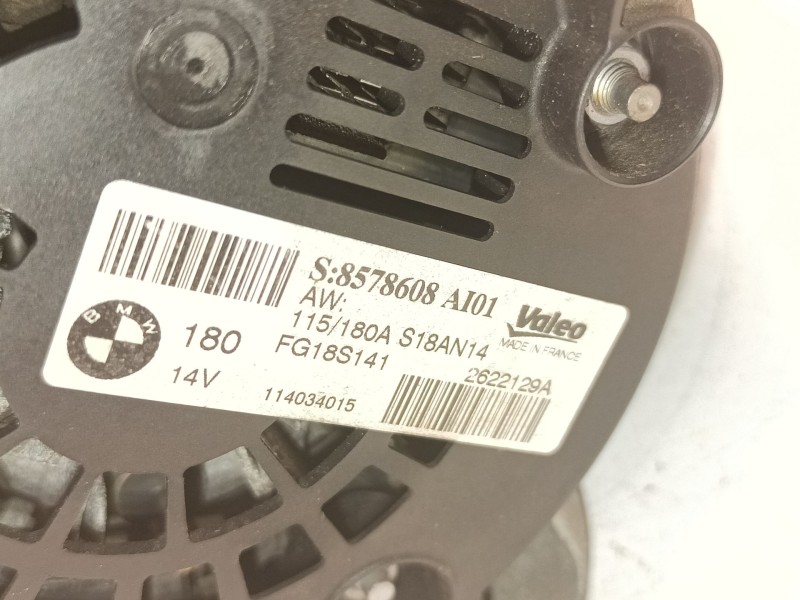 S:8578608 AI01
AW:
115/180A S18AN14
Valeo
MADE IN FRANCE
BMW
180
FG18S141
14V
114034015
2622129A